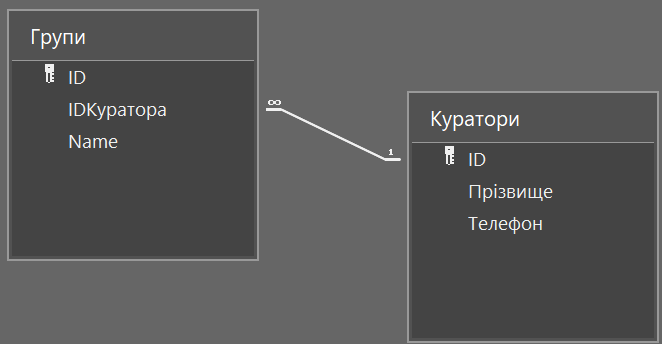 Групи
ID
IDКуратора
Name
∞
1
Куратори
ID
Прізвище
Телефон